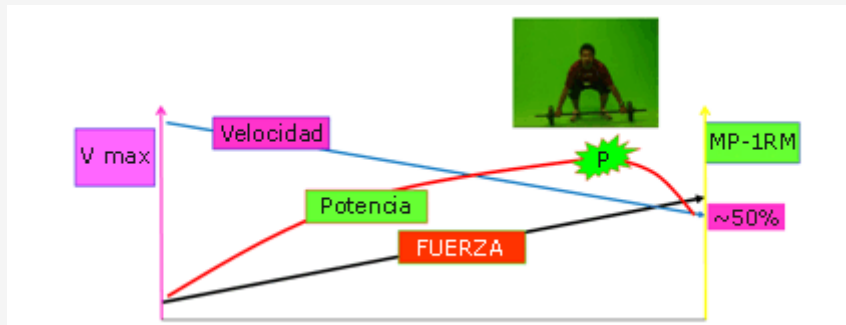 Velocidad
V max
P
MP-1RM
Potencia
~50%
FUERZA